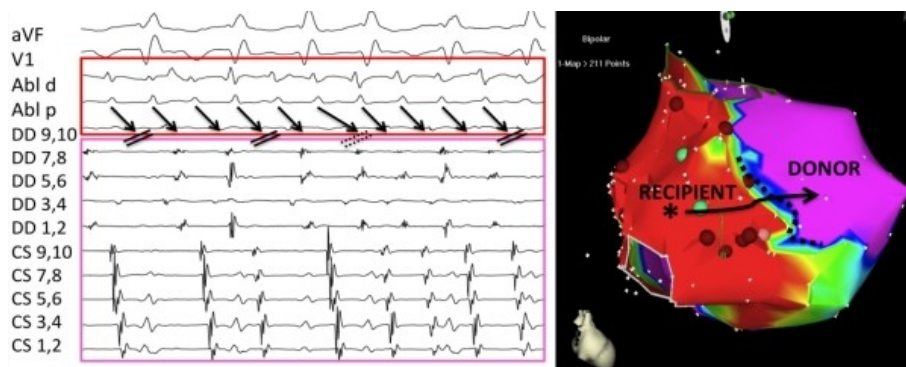 aVF
V1
Abl d
Abl p
DD 9,10
DD 7,8
DD 5,6
DD 3,4
DD 1,2
CS 9,10
CS 7,8
CS 5,6
CS 3,4
CS 1,2
Bipolar
1-Map > 211 Points
DONOR
RECIPIENT
*